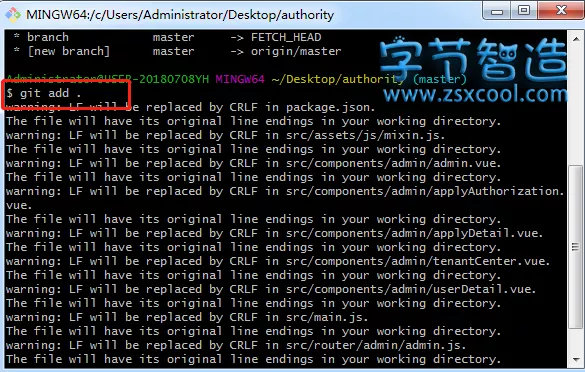 MINGW64:/c/Users/Administrator/Desktop/authority
* branch            master     -> FETCH_HEAD
* [new branch]      master     -> origin/master
字节智造
www.zsxcool.com
Administrator@USER-20180708YH MINGW64 ~/Desktop/authority (master)
$ git add .
warning: LF will be replaced by CRLF in package.json.
The file will have its original line endings in your working directory.
warning: LF will be replaced by CRLF in src/assets/js/mixin.js.
The file will have its original line endings in your working directory.
warning: LF will be replaced by CRLF in src/components/admin/admin.vue.
The file will have its original line endings in your working directory.
warning: LF will be replaced by CRLF in src/components/admin/applyAuthorization.
vue.
The file will have its original line endings in your working directory.
warning: LF will be replaced by CRLF in src/components/admin/applyDetail.vue.
The file will have its original line endings in your working directory.
warning: LF will be replaced by CRLF in src/components/admin/tenantCenter.vue.
The file will have its original line endings in your working directory.
warning: LF will be replaced by CRLF in src/components/admin/userDetail.vue.
The file will have its original line endings in your working directory.
warning: LF will be replaced by CRLF in src/main.js.
The file will have its original line endings in your working directory.
warning: LF will be replaced by CRLF in src/router/admin/admin.js.
The file will have its original line endings in your working directory.